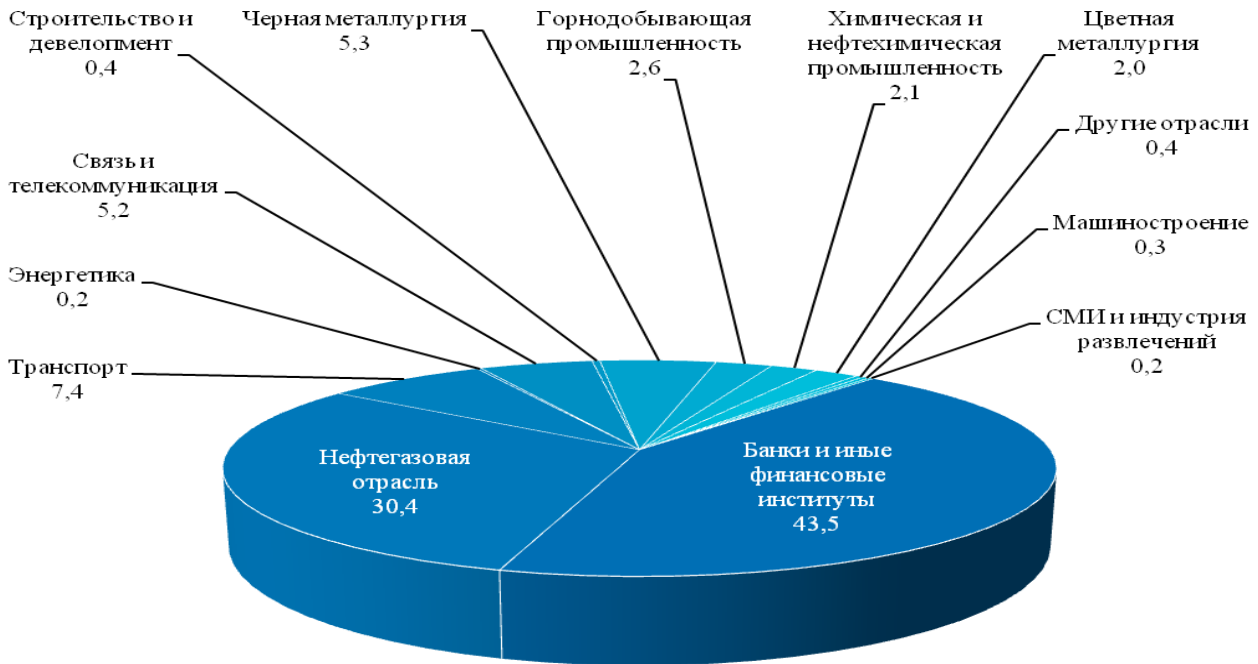 Строительство и
девелопмент
0,4
Черная металлургия
5,3
Горнодобывающая
промышленность
2,6
Химическая и
нефтехимическая
промышленность
2,1
Цветная
металлургия
2,0
Другие отрасли
0,4
Машиностроение
0,3
СМИ и индустрия
развлечений
0,2
Связь и
телекоммуникация
5,2
Энергетика
0,2
Транспорт
7,4
Нефтегазовая
отрасль
30,4
Банки и иные
финансовые
институты
43,5